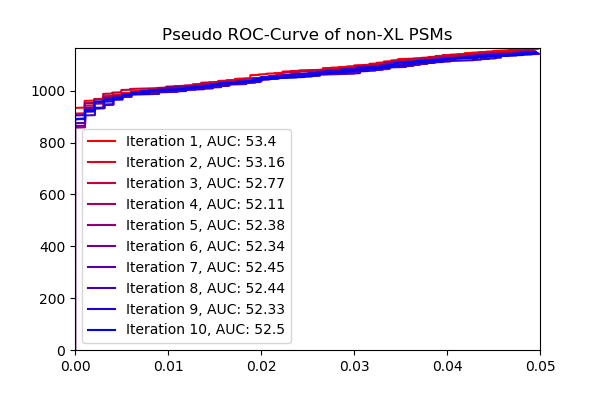 Pseudo ROC-Curve of non-XL PSMs
1000
800
600
400
200
0
Iteration 1, AUC: 53.4
Iteration 2, AUC: 53.16
Iteration 3, AUC: 52.77
Iteration 4, AUC: 52.11
Iteration 5, AUC: 52.38
Iteration 6, AUC: 52.34
Iteration 7, AUC: 52.45
Iteration 8, AUC: 52.44
Iteration 9, AUC: 52.33
Iteration 10, AUC: 52.5
0.00 0.01 0.02 0.03 0.04 0.05